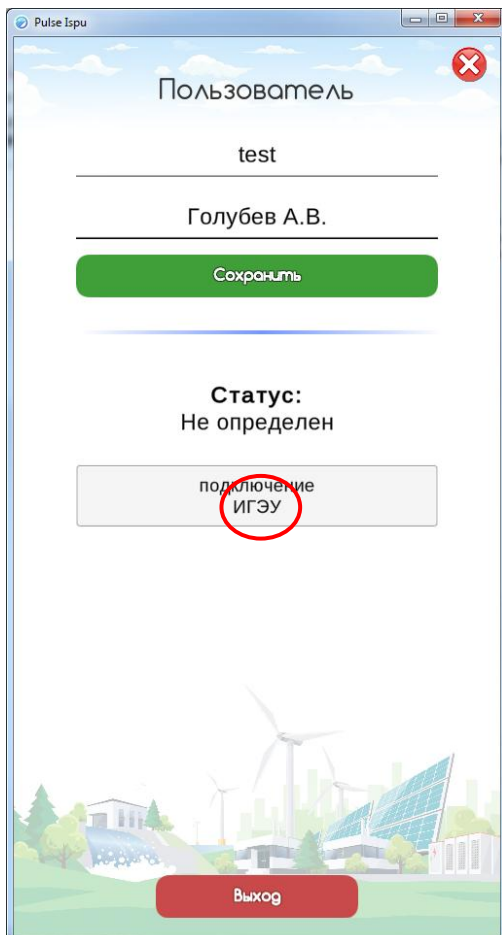 Pulse Ispu
Пользователь
test
Голубев А.В.
Сохранить
Статус:
Не определен
подключение
ИГЭУ
Выход